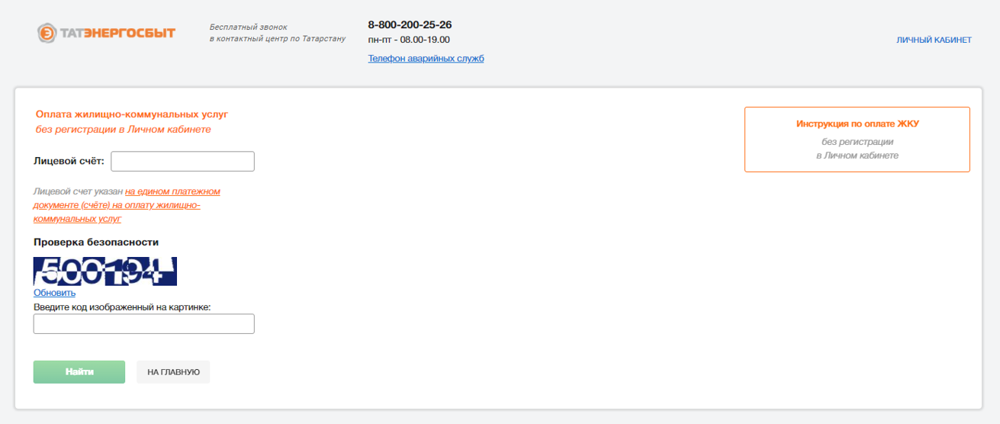 ТАТЭНЕРГОСБЫТ
Бесплатный звонок
в контактный центр по Татарстану
8-800-200-25-26
пн-пт - 08.00-19.00
Телефон аварийных служб
ЛИЧНЫЙ КАБИНЕТ
Оплата жилищно-коммунальных услуг
без регистрации в Личном кабинете
Лицевой счёт:
Лицевой счет указан на едином платежном
документе (счёте) на оплату жилищно-
коммунальных услуг
Проверка безопасности
500194
Обновить
Введите код изображенный на картинке:
Найти
НА ГЛАВНУЮ
Инструкция по оплате ЖКУ
без регистрации
в Личном кабинете